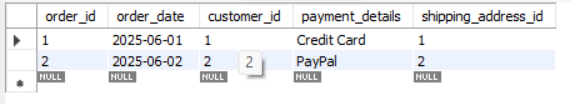 order_id order_date customer_id payment_details shipping_address_id
1 2025-06-01 1 Credit Card 1
2 2025-06-02 2 2 PayPal 2
NULL NULL NULL NULL NULL